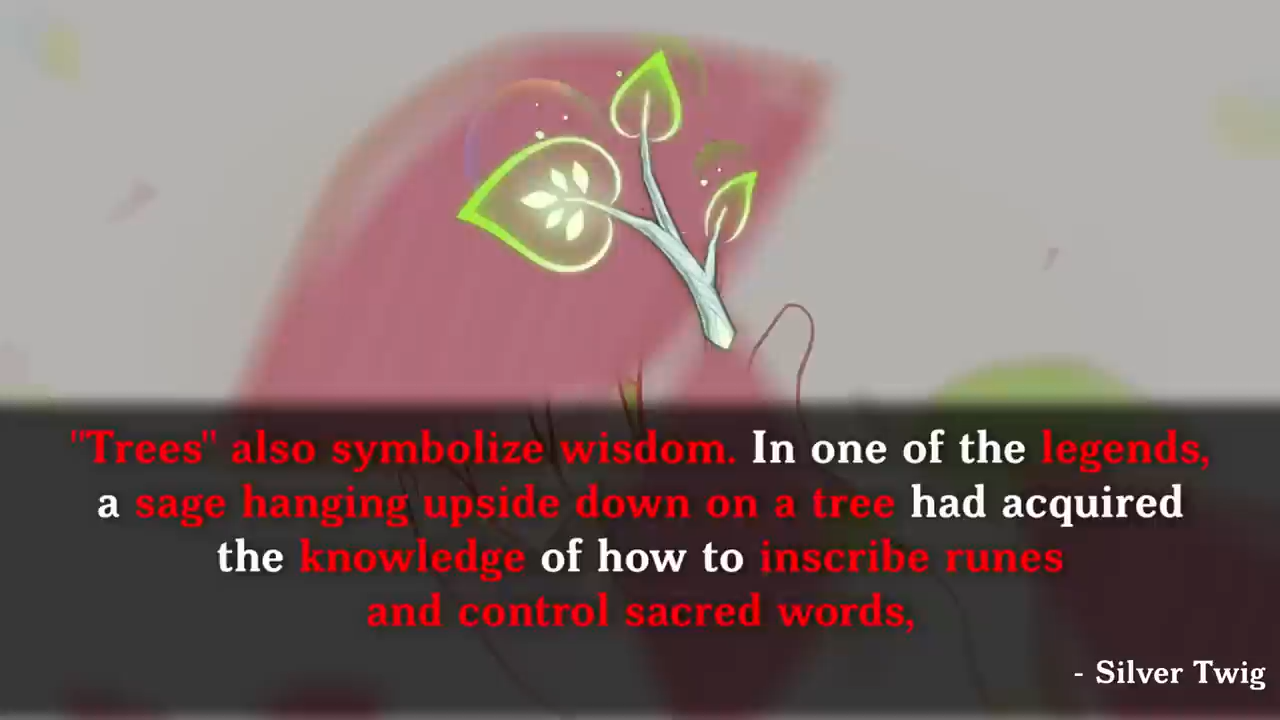 "Trees" also symbolize wisdom. In one of the legends,
a sage hanging upside down on a tree had acquired
the knowledge of how to inscribe runes
and control sacred words,
- Silver Twig